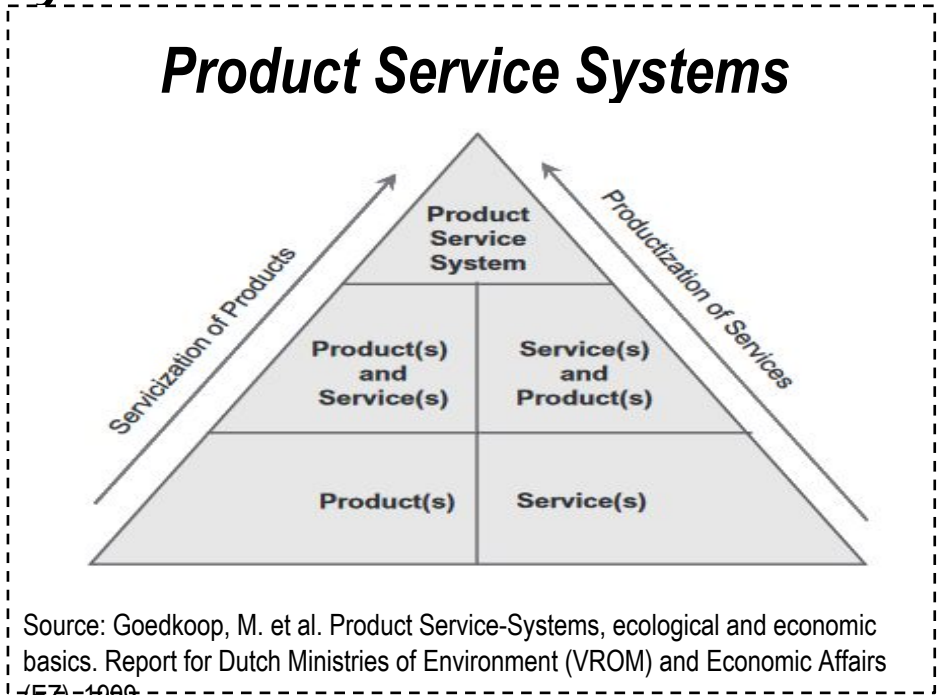 Product Service Systems
Servicization of Products
Productization of Services
Product
Service
System
Product(s)
and
Service(s)
Service(s)
and
Product(s)
Product(s)
Service(s)
Source: Goedkoop, M. et al. Product Service-Systems, ecological and economic
basics. Report for Dutch Ministries of Environment (VROM) and Economic Affairs
(EZ), 1999